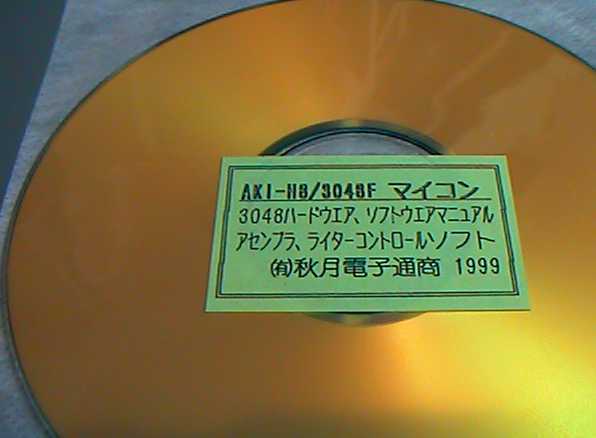 AKI-H8/3048F マイコン
3048ハードウエア、ソフトウエアマニュアル
アセンブラ、ライターコントロールソフト
㈲秋月電子通商 1999